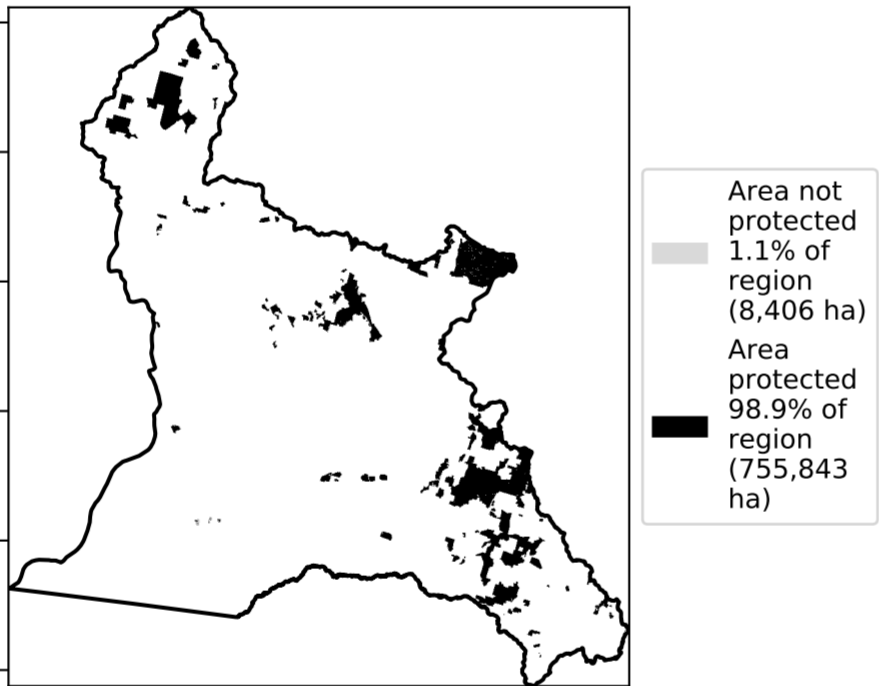 Area not
protected
1.1% of
region
(8,406 ha)
Area
protected
98.9% of
region
(755,843
ha)